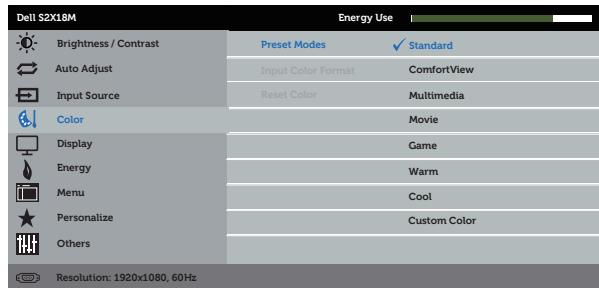 Dell S2X18M Energy Use
Brightness / Contrast Preset Modes Standard
Auto Adjust Input Color Format ComfortView
Input Source Reset Color Multimedia
Color Movie
Display Game
Energy Warm
Menu Cool
Personalize Custom Color
Others
Resolution: 1920x1080, 60Hz